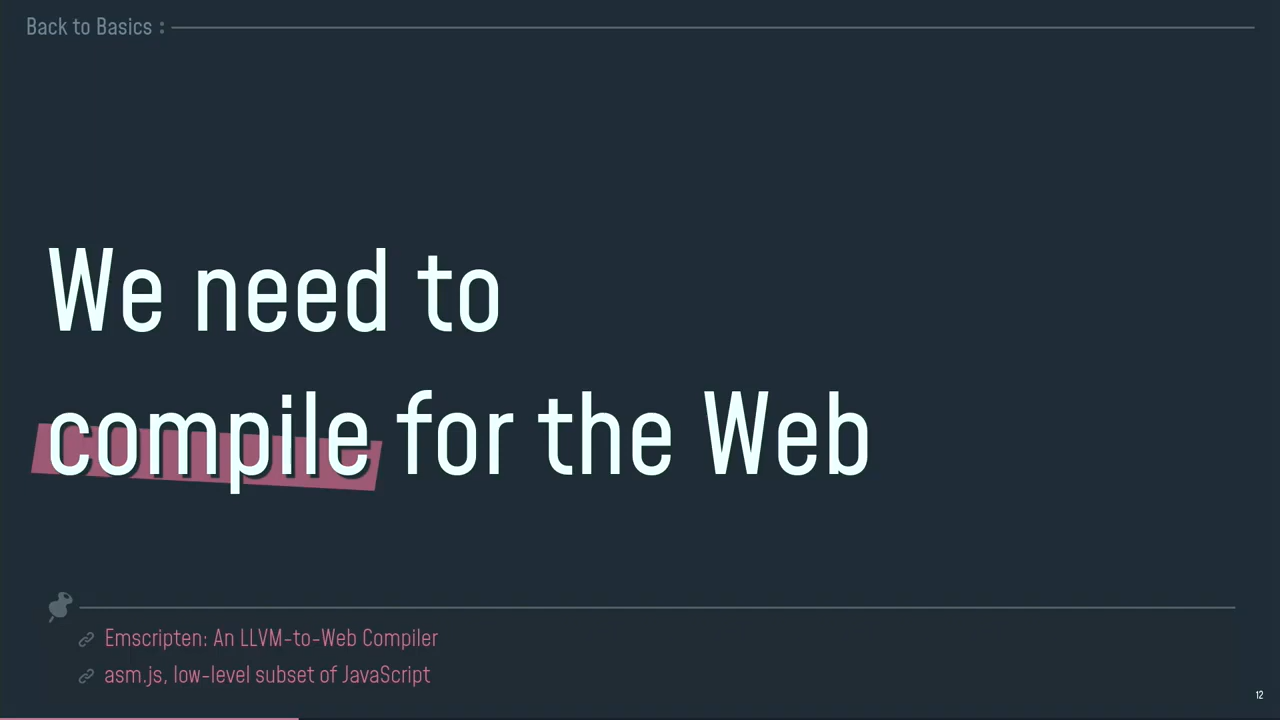 Back to Basics :
We need to
compile for the Web
Emscripten: An LLVM-to-Web Compiler
asm.js, low-level subset of JavaScript
12